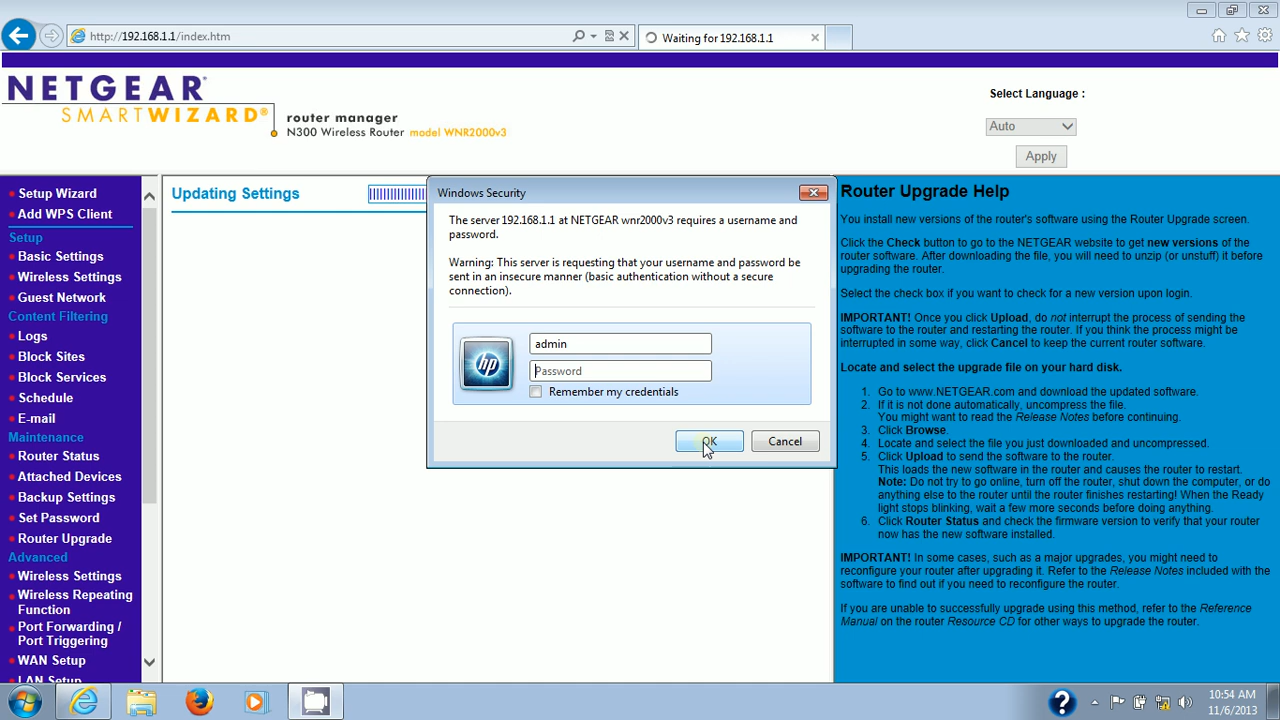 http://192.168.1.1/index.htm
Waiting for 192.168.1.1
NETGEAR®
SMARTWIZARD®
router manager
N300 Wireless Router model WNR2000v3
Select Language :
Auto
Apply
Setup Wizard
Add WPS Client
Setup
Basic Settings
Wireless Settings
Guest Network
Content Filtering
Logs
Block Sites
Block Services
Schedule
E-mail
Maintenance
Router Status
Attached Devices
Backup Settings
Set Password
Router Upgrade
Advanced
Wireless Settings
Wireless Repeating
Function
Port Forwarding /
Port Triggering
WAN Setup
LAN Setup
Updating Settings
Windows Security
The server 192.168.1.1 at NETGEAR wnr2000v3 requires a username and
password.
Warning: This server is requesting that your username and password be
sent in an insecure manner (basic authentication without a secure
connection).
hp
admin
Password
Remember my credentials
OK
Cancel
Router Upgrade Help
You install new versions of the router's software using the Router Upgrade screen.
Click the Check button to go to the NETGEAR website to get new versions of the
router software. After downloading the file, you will need to unzip (or unstuff) it before
upgrading the router.
Select the check box if you want to check for a new version upon login.
IMPORTANT! Once you click Upload, do not interrupt the process of sending the
software to the router and restarting the router. If you think the process might be
interrupted in some way, click Cancel to keep the current router software.
Locate and select the upgrade file on your hard disk.
1. Go to www.NETGEAR.com and download the updated software.
2. If it is not done automatically, uncompress the file.
You might want to read the Release Notes before continuing.
3. Click Browse.
4. Locate and select the file you just downloaded and uncompressed.
5. Click Upload to send the software to the router.
This loads the new software in the router and causes the router to restart.
Note: Do not try to go online, turn off the router, shut down the computer, or do
anything else to the router until the router finishes restarting! When the Ready
light stops blinking, wait a few more seconds before doing anything.
6. Click Router Status and check the firmware version to verify that your router
now has the new software installed.
IMPORTANT! In some cases, such as a major upgrades, you might need to
reconfigure your router after upgrading it. Refer to the Release Notes included with the
software to find out if you need to reconfigure the router.
If you are unable to successfully upgrade using this method, refer to the Reference
Manual on the router Resource CD for other ways to upgrade the router.
10:54 AM
11/6/2013